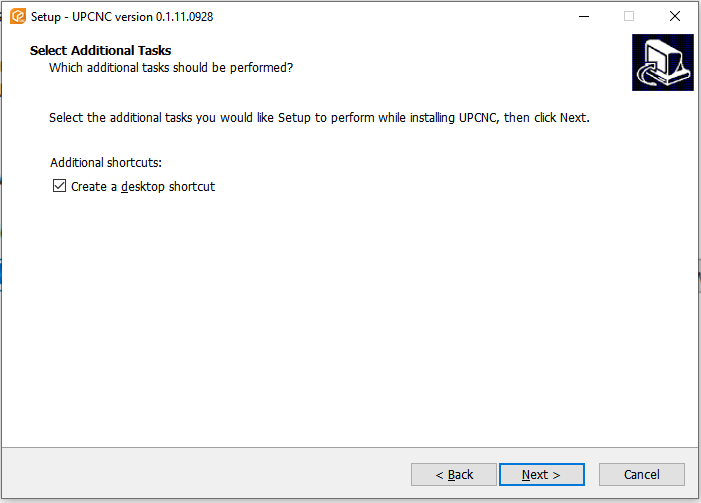 Setup - UPCNC version 0.1.11.0928
Select Additional Tasks
Which additional tasks should be performed?
Select the additional tasks you would like Setup to perform while installing UPCNC, then click Next.
Additional shortcuts:
Create a desktop shortcut
< Back
Next >
Cancel